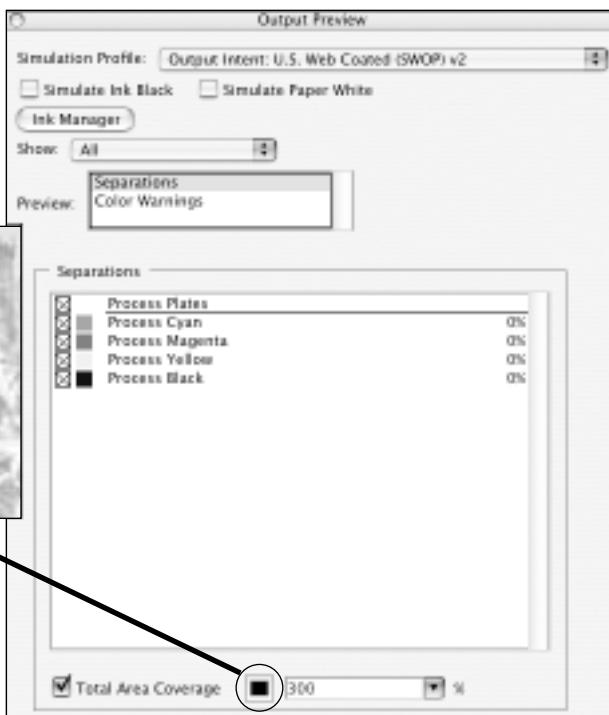 Output Preview
Simulation Profile: Output Intent: U.S. Web Coated (SWOP) v2
Simulate Ink Black Simulate Paper White
Ink Manager
Show: All
Preview: Separations
Color Warnings
Separations
Process Plates
Process Cyan 0%
Process Magenta 0%
Process Yellow 0%
Process Black 0%
Total Area Coverage 300 %